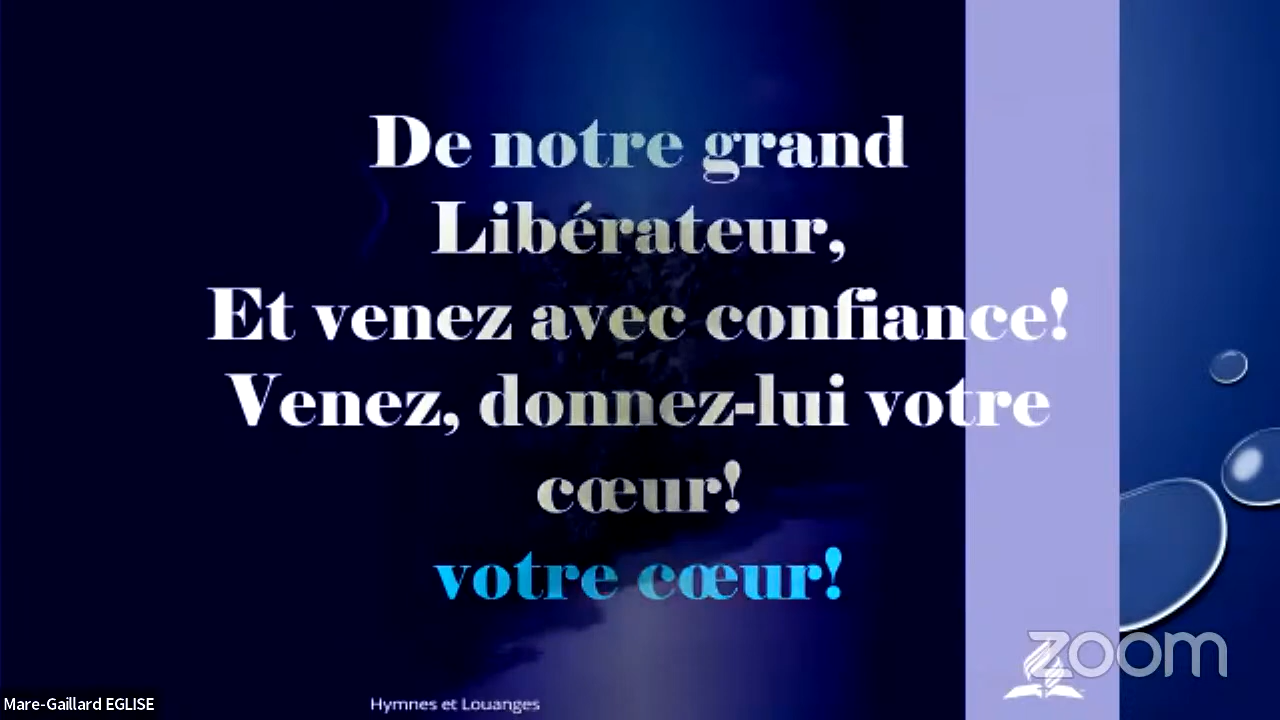 De notre grand
Libérateur,
Et venez avec confiance!
Venez, donnez-lui votre
cœur!
votre cœur!
zoom
Mare-Gaillard EGLISE
Hymnes et Louanges